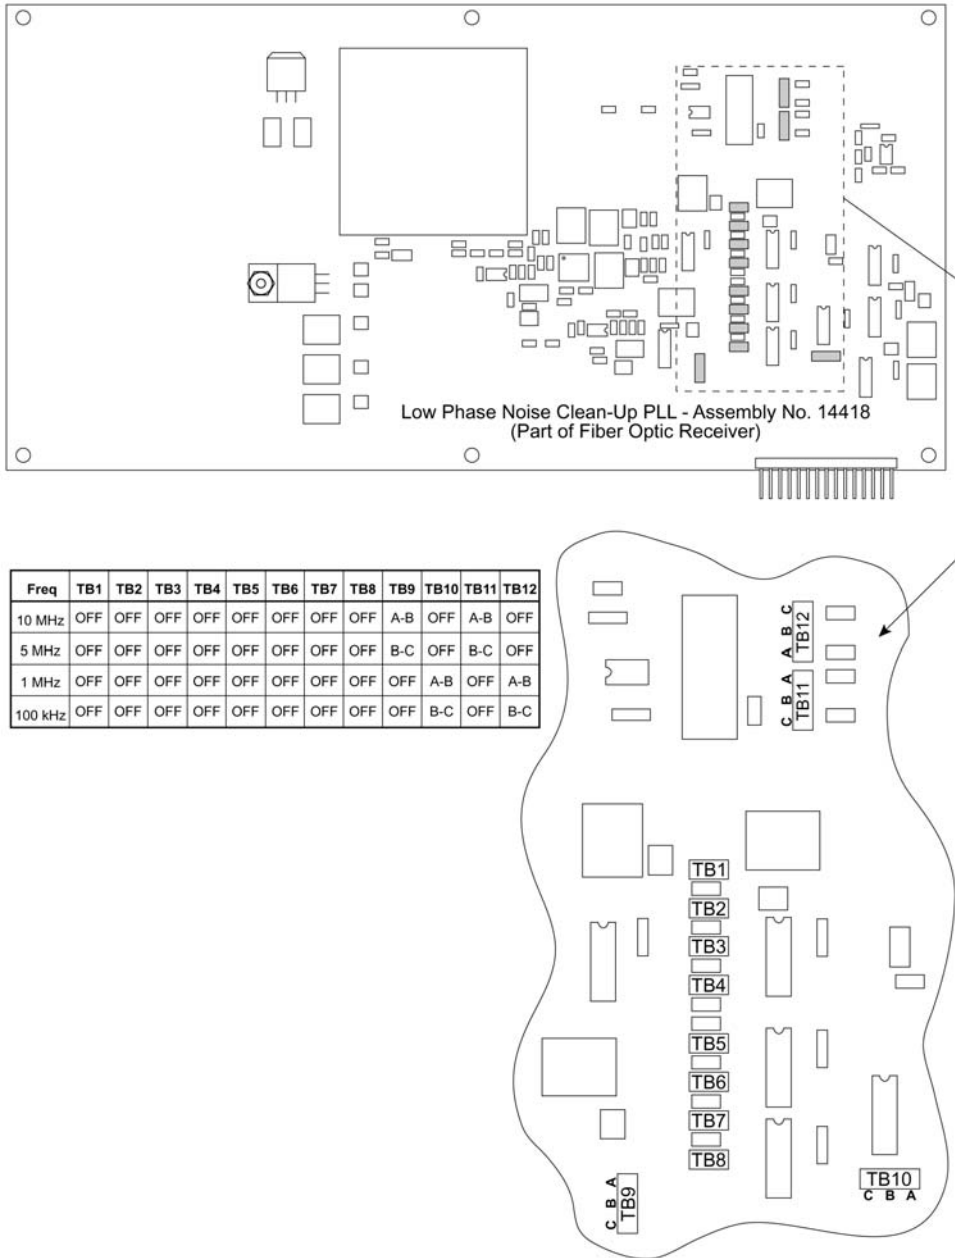 Low Phase Noise Clean-Up PLL - Assembly No. 14418
(Part of Fiber Optic Receiver)
Freq TB1 TB2 TB3 TB4 TB5 TB6 TB7 TB8 TB9 TB10 TB11 TB12
10 MHz OFF OFF OFF OFF OFF OFF OFF OFF A-B OFF A-B OFF
5 MHz OFF OFF OFF OFF OFF OFF OFF OFF B-C OFF B-C OFF
1 MHz OFF OFF OFF OFF OFF OFF OFF OFF OFF A-B OFF A-B
100 kHz OFF OFF OFF OFF OFF OFF OFF OFF OFF B-C OFF B-C
A B C
TB12
C B A
TB11
TB1
TB2
TB3
TB4
TB5
TB6
TB7
TB8
C B A
TB9
TB10
C B A